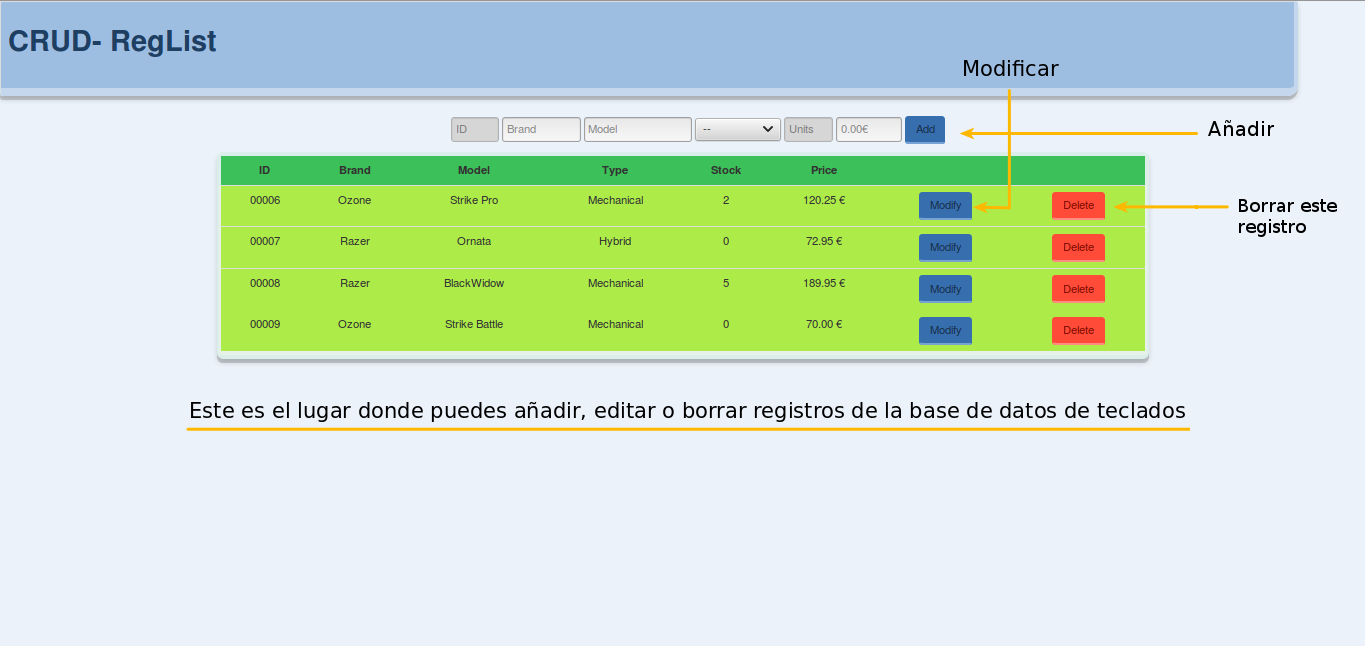 CRUD- RegList
Modificar
ID Brand Model -- Units 0.00€ Add
Añadir
ID Brand Model Type Stock Price
00006 Ozone Strike Pro Mechanical 2 120.25 € Modify Delete
Borrar este
registro
00007 Razer Ornata Hybrid 0 72.95 € Modify Delete
00008 Razer BlackWidow Mechanical 5 189.95 € Modify Delete
00009 Ozone Strike Battle Mechanical 0 70.00 € Modify Delete
Este es el lugar donde puedes añadir, editar o borrar registros de la base de datos de teclados